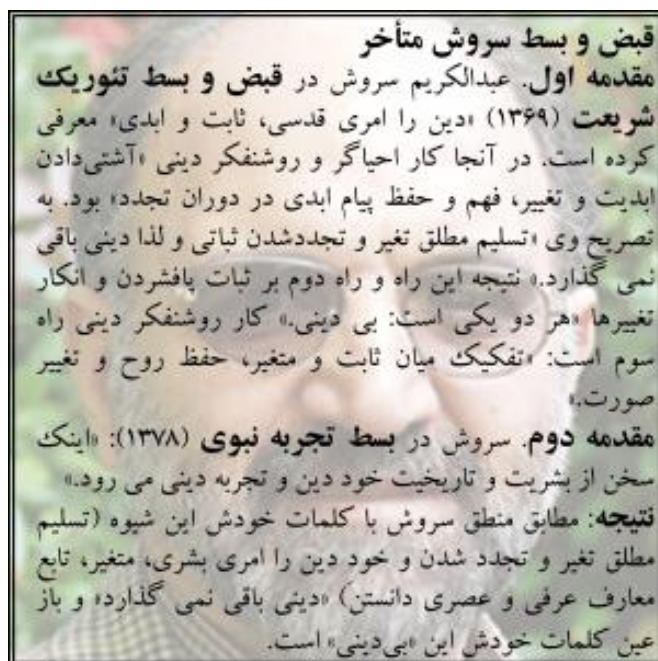 قبض و بسط سروش متأخر
مقدمه اول. عبدالکریم سروش در قبض و بسط تئوریک
شریعت (۱۳۶۹) «دین را امری قدسی، ثابت و ابدی» معرفی
کرده است. در آنجا کار احیاگر و روشنفکر دینی «آشتی‌دادن
ابدیت و تغییر، فهم و حفظ پیام ابدی در دوران تجدد» بود. به
تصریح وی «تسلیم مطلق تغیر و تجددشدن ثباتی و لذا دینی باقی
نمی گذارد.» نتیجه این راه و راه دوم بر ثبات پافشردن و انکار
تغییرها «هر دو یکی است: بی دینی.» کار روشنفکر دینی راه
سوم است: «تفکیک میان ثابت و متغیر، حفظ روح و تغییر
صورت.»
مقدمه دوم. سروش در بسط تجربه نبوی (۱۳۷۸): «اینک
سخن از بشریت و تاریخیت خود دین و تجربه دینی می رود.»
نتیجه: مطابق منطق سروش با کلمات خودش این شیوه (تسلیم
مطلق تغیر و تجدد شدن و خود دین را امری بشری، متغیر، تابع
معارف عرفی و عصری دانستن) «دینی باقی نمی گذارد» و باز
عین کلمات خودش این «بی‌دینی» است.